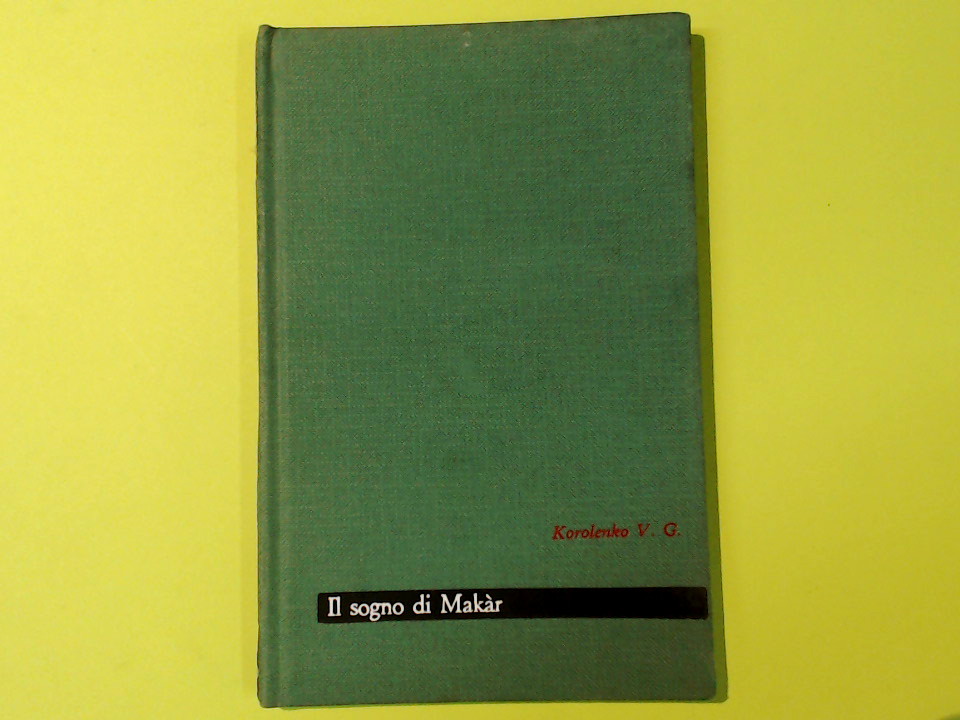 Korolenko V. G.
Il sogno di Makàr